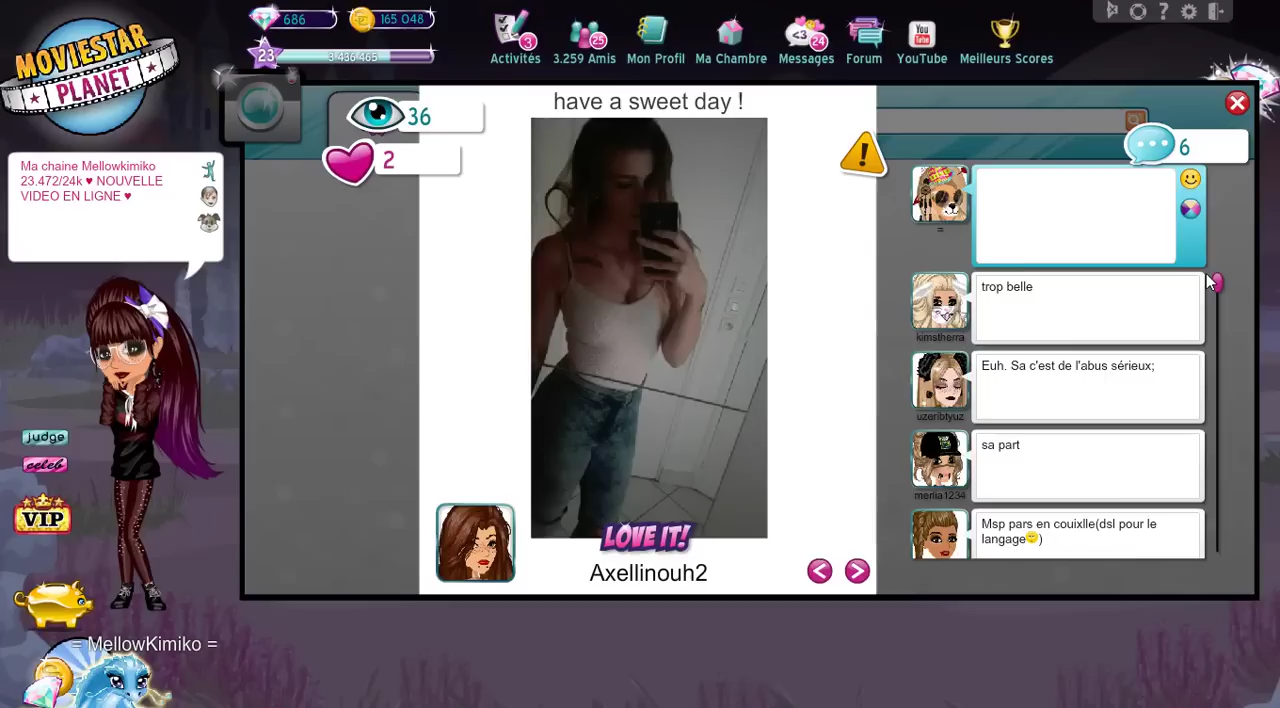 MOVIESTAR
PLANET
686
165 048
23
3 436 465
3
Activités
25
3.259 Amis
Mon Profil
Ma Chambre
<3
24
Messages
Forum
You
Tube
YouTube
Meilleurs Scores
?
Ma chaine Mellowkimiko
23.472/24k ♥ NOUVELLE
VIDEO EN LIGNE ♥
judge
celeb
VIP
= MellowKimiko =
36
2
have a sweet day !
LOVE IT!
Axellinouh2
!
6
=
trop belle
kimstherra
Euh. Sa c'est de l'abus sérieux;
uzeribtyuz
sa part
merlia1234
Msp pars en couixlle(dsl pour le
langage😊)